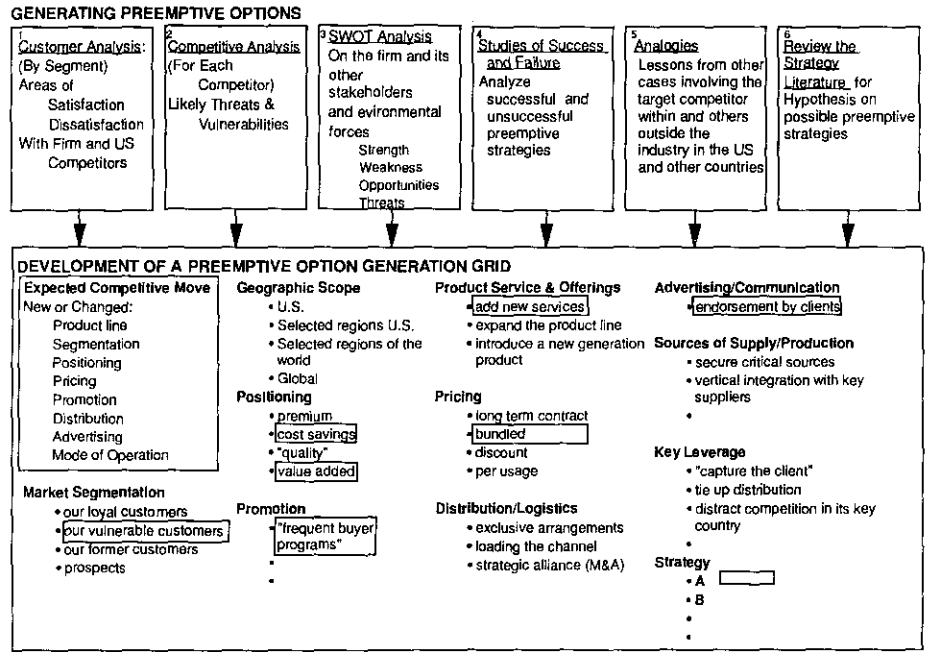 GENERATING PREEMPTIVE OPTIONS
1
Customer Analysis:
(By Segment)
Areas of
Satisfaction
Dissatisfaction
With Firm and US
Competitors
2
Competitive Analysis
(For Each
Competitor)
Likely Threats &
Vulnerabilities
3 SWOT Analysis
On the firm and its
other
stakeholders
and evironmental
forces
Strength
Weakness
Opportunities
Threats
4
Studies of Success
and Failure
Analyze
successful and
unsuccessful
preemptive
strategies
5
Analogies
Lessons from other
cases involving the
target competitor
within and others
outside the
industry in the US
and other countries
6
Review the
Strategy
Literature for
Hypothesis on
possible preemptive
strategies
DEVELOPMENT OF A PREEMPTIVE OPTION GENERATION GRID
Expected Competitive Move
New or Changed:
Product line
Segmentation
Positioning
Pricing
Promotion
Distribution
Advertising
Mode of Operation
Market Segmentation
• our loyal customers
• our vulnerable customers
• our former customers
• prospects
Geographic Scope
• U.S.
• Selected regions U.S.
• Selected regions of the
world
• Global
Positioning
• premium
• cost savings
• "quality"
• value added
Promotion
• "frequent buyer
programs"
•
•
Product Service & Offerings
• add new services
• expand the product line
• introduce a new generation
product
Pricing
• long term contract
• bundled
• discount
• per usage
Distribution/Logistics
• exclusive arrangements
• loading the channel
• strategic alliance (M&A)
Advertising/Communication
• endorsement by clients
Sources of Supply/Production
• secure critical sources
• vertical integration with key
suppliers
•
Key Leverage
• "capture the client"
• tie up distribution
• distract competition in its key
country
•
Strategy
• A
• B
•
•